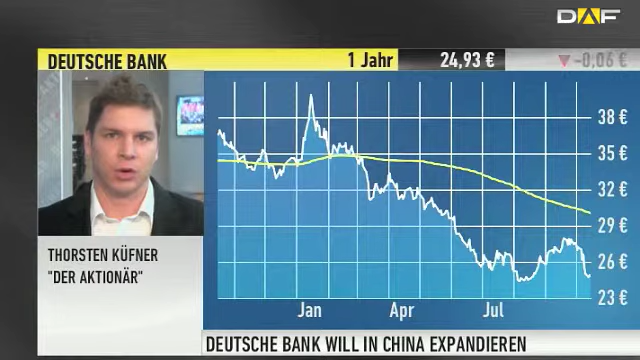 DAF
DEUTSCHE BANK
1 Jahr
24,93 €
-0,06 €
38 €
35 €
32 €
29 €
26 €
23 €
Jan
Apr
Jul
THORSTEN KÜFNER
"DER AKTIONÄR"
DEUTSCHE BANK WILL IN CHINA EXPANDIEREN